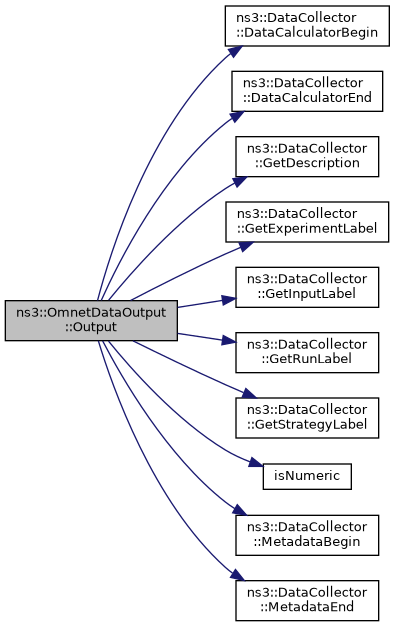 ns3::DataCollector
::DataCalculatorBegin
ns3::DataCollector
::DataCalculatorEnd
ns3::DataCollector
::GetDescription
ns3::DataCollector
::GetExperimentLabel
ns3::DataCollector
::GetInputLabel
ns3::OmnetDataOutput
::Output
ns3::DataCollector
::GetRunLabel
ns3::DataCollector
::GetStrategyLabel
isNumeric
ns3::DataCollector
::MetadataBegin
ns3::DataCollector
::MetadataEnd